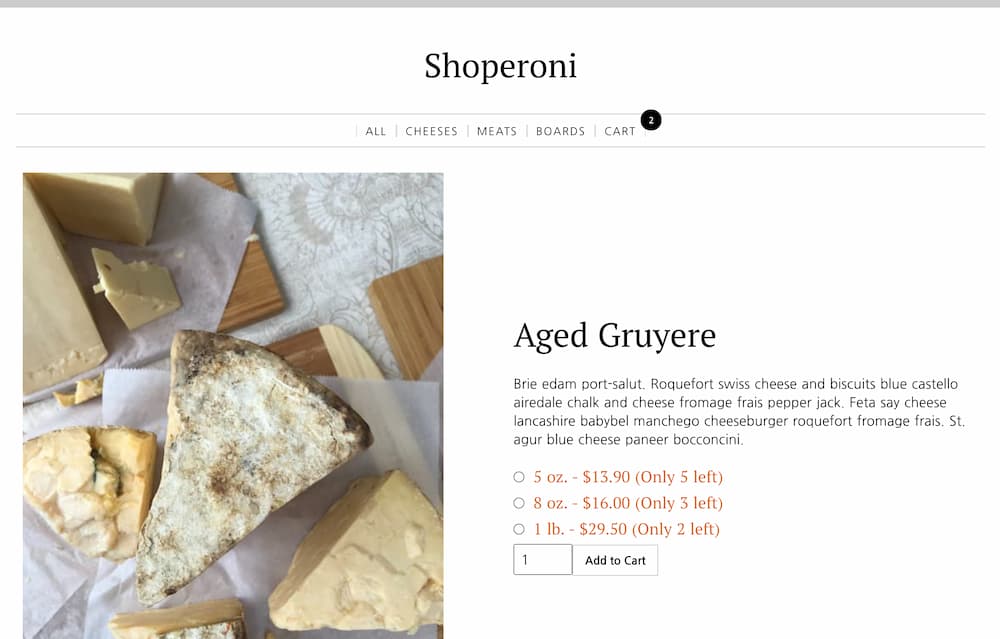 Shoperoni
ALL
CHEESES
MEATS
BOARDS
CART
2
Aged Gruyere
Brie edam port-salut. Roquefort swiss cheese and biscuits blue castello
airedale chalk and cheese fromage frais pepper jack. Feta say cheese
lancashire babybel manchego cheeseburger roquefort fromage frais. St.
agur blue cheese paneer bocconcini.
5 oz. - $13.90 (Only 5 left)
8 oz. - $16.00 (Only 3 left)
1 lb. - $29.50 (Only 2 left)
1
Add to Cart